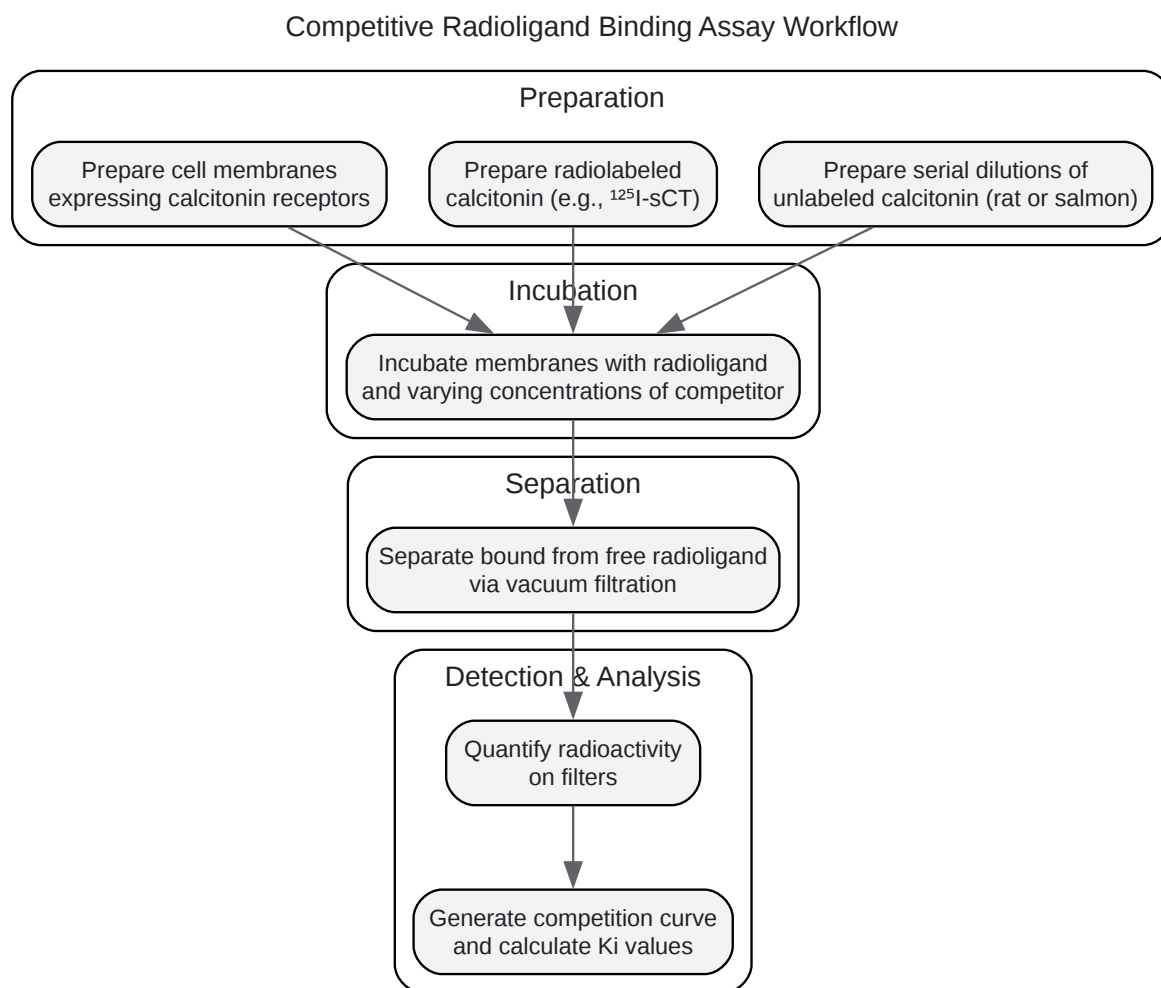 Competitive Radioligand Binding Assay Workflow
Preparation
Prepare cell membranes
expressing calcitonin receptors
Prepare radiolabeled
calcitonin (e.g., ¹²⁵I-sCT)
Prepare serial dilutions of
unlabeled calcitonin (rat or salmon)
Incubation
Incubate membranes with radioligand
and varying concentrations of competitor
Separation
Separate bound from free radioligand
via vacuum filtration
Detection & Analysis
Quantify radioactivity
on filters
Generate competition curve
and calculate Ki values